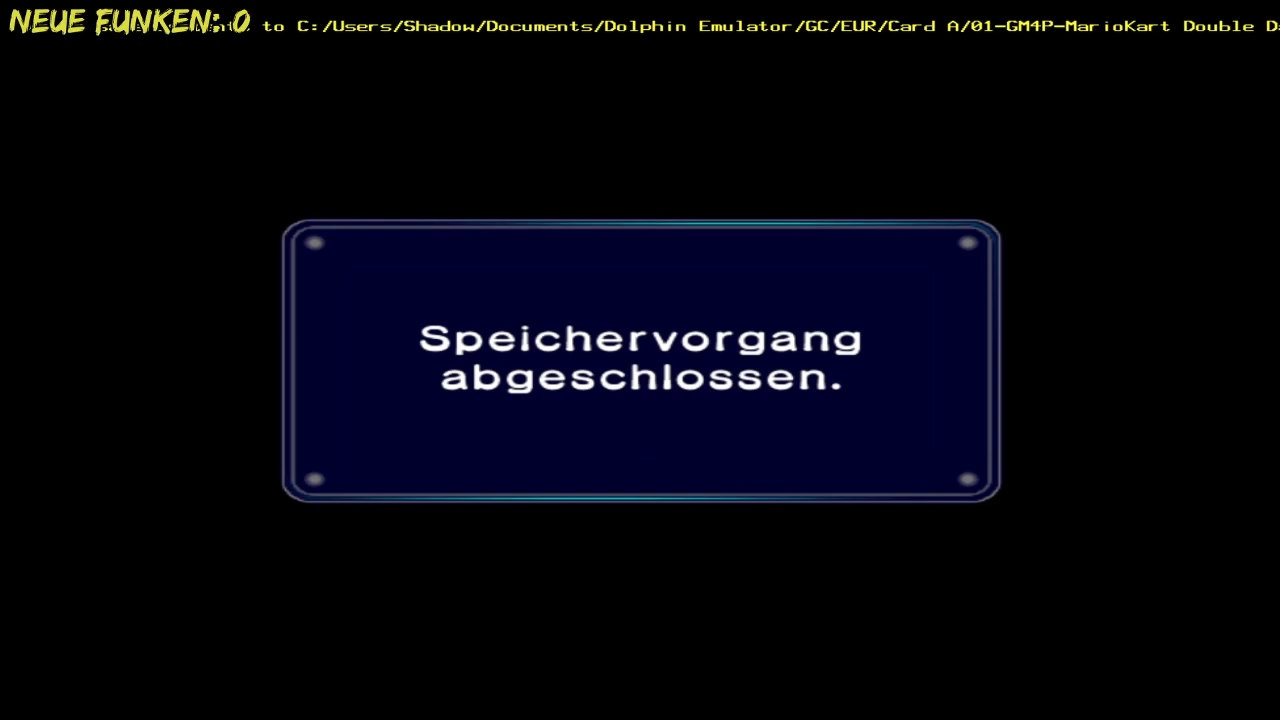 NEUE FUNKEN: 0
to C:/Users/Shadow/Documents/Dolphin Emulator/GC/EUR/Card A/01-GM4P-MarioKart Double
Speichervorgang
abgeschlossen.